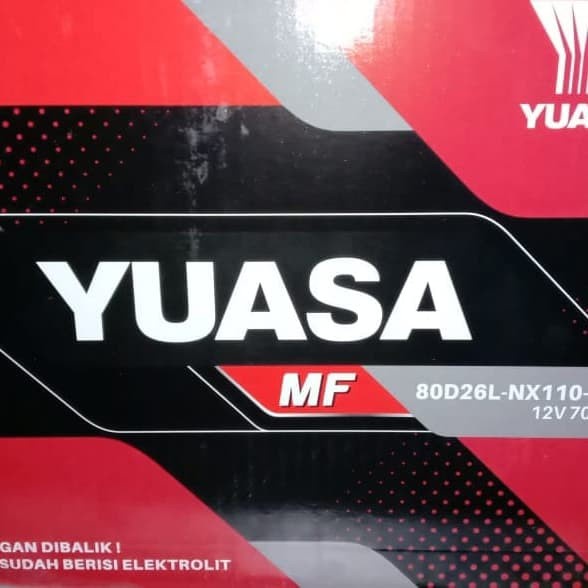 YUA
YUASA
MF
80D26L-NX110-
12V 70
GAN DIBALIK !
SUDAH BERISI ELEKTROLIT